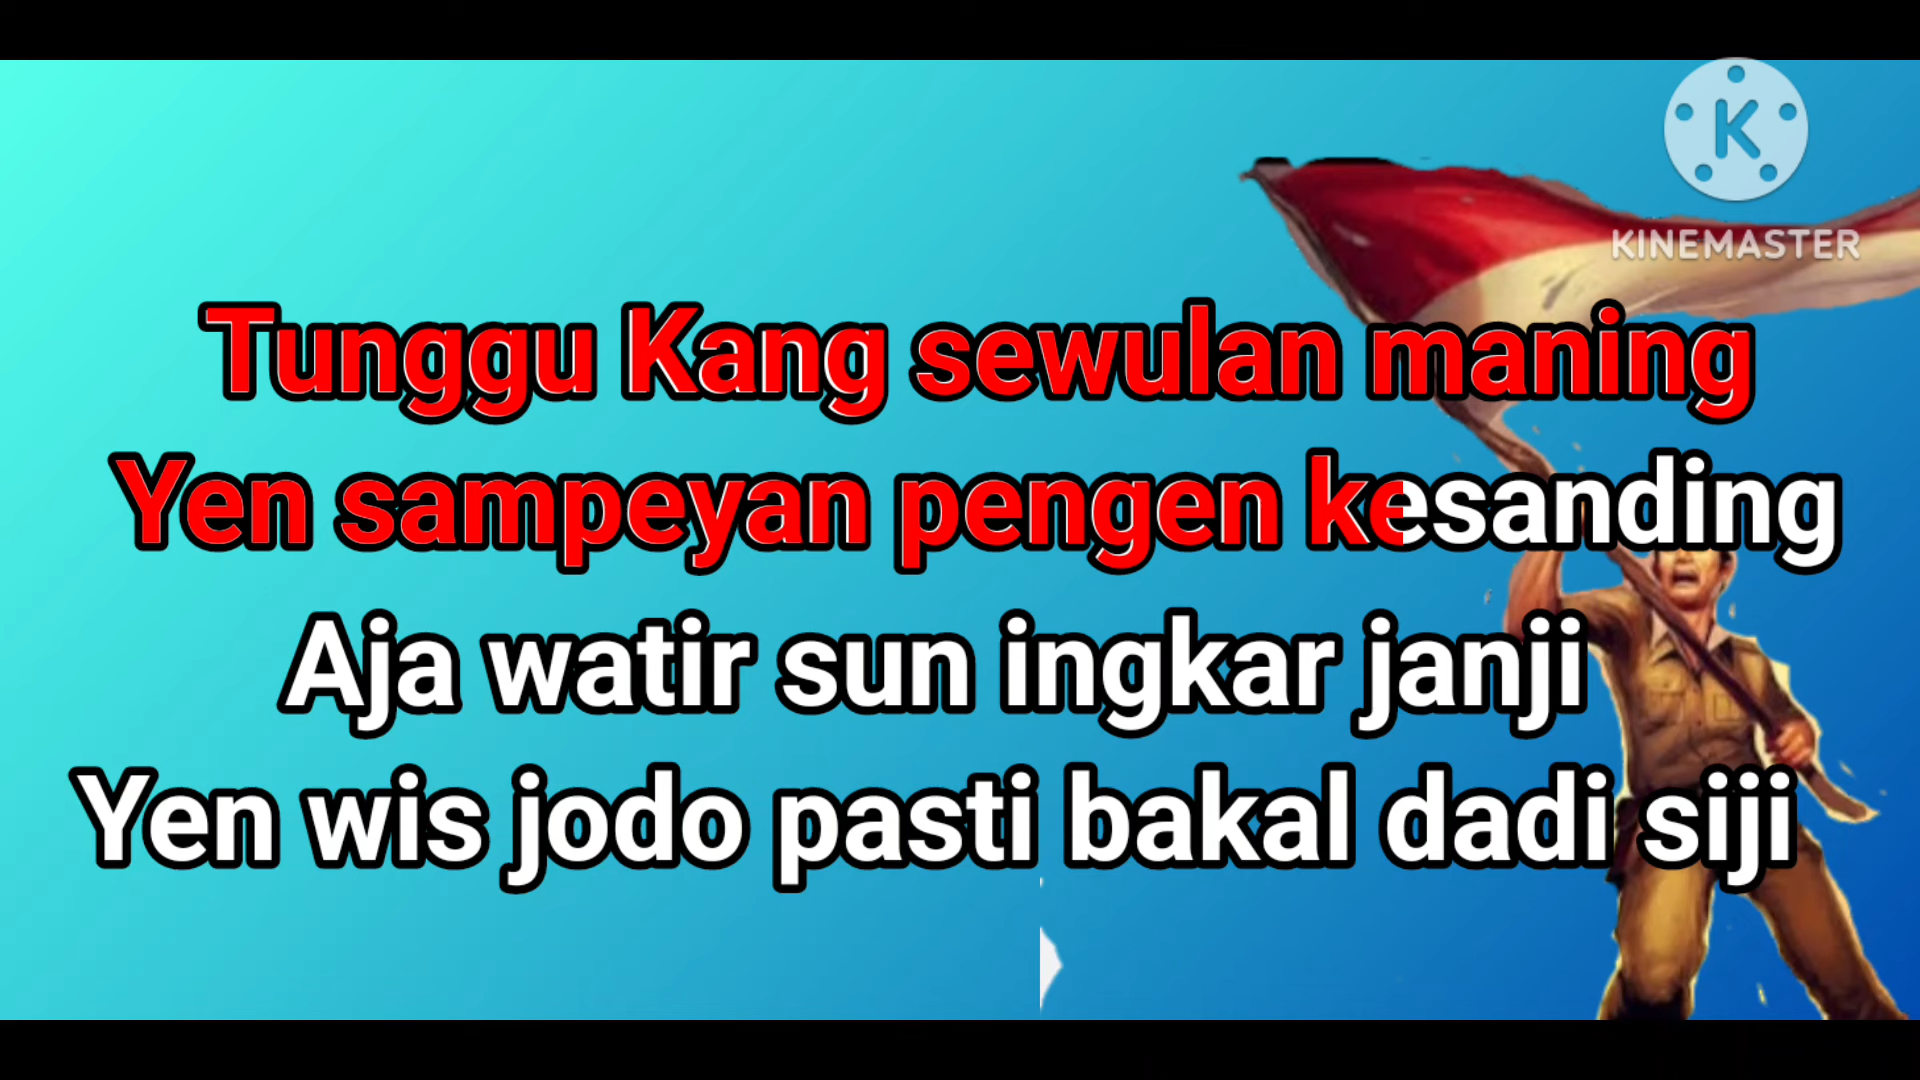 K
KINEMASTER
Tunggu Kang sewulan maning
Yen sampeyan pengen kesanding
Aja watir sun ingkar janji
Yen wis jodo pasti bakal dadi siji